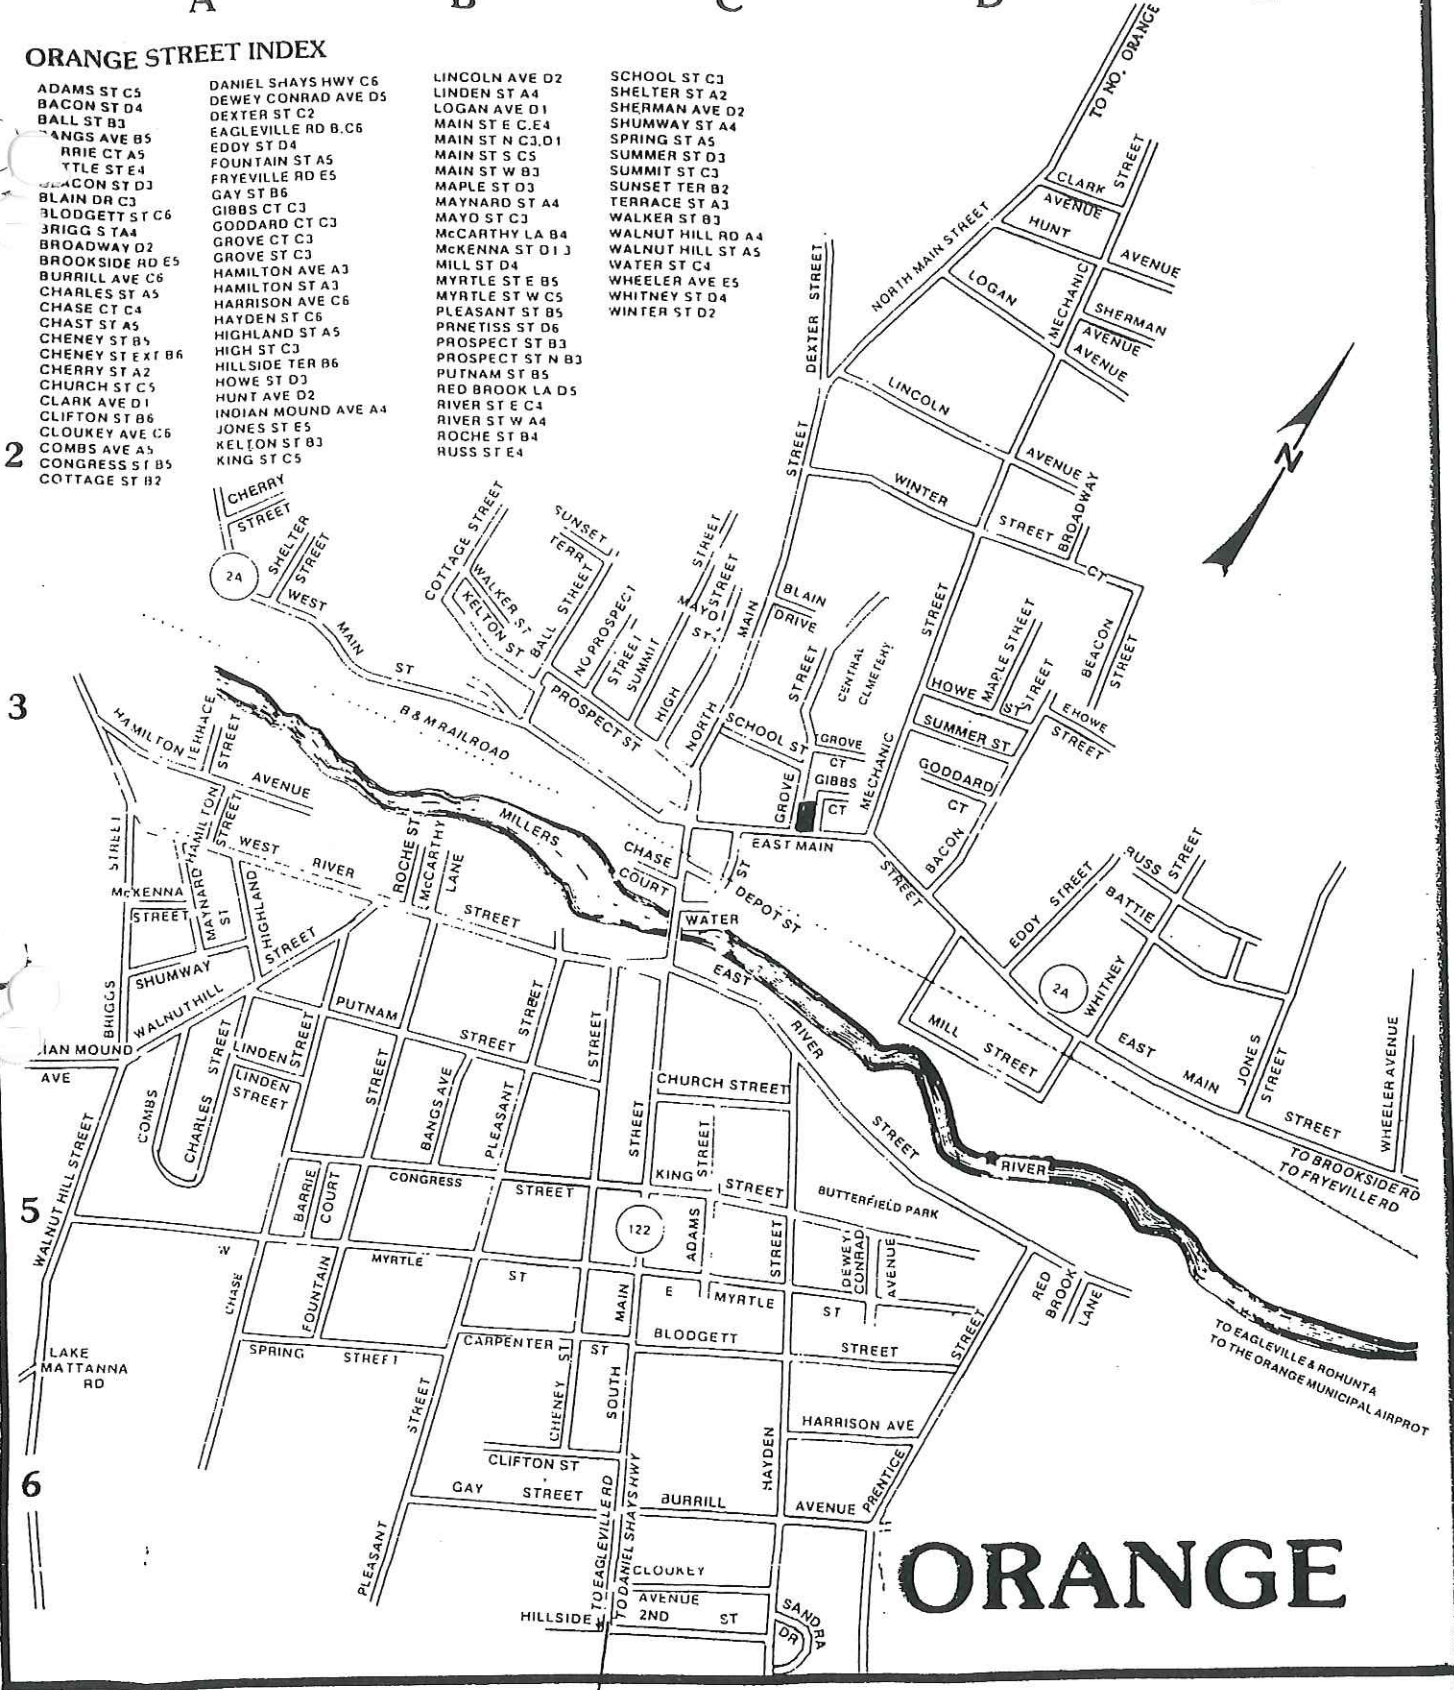 A B C D
ORANGE STREET INDEX
ADAMS ST C5
BACON ST D4
BALL ST B3
ANGS AVE B5
RRIE CT A5
TTLE ST E4
ACON ST D3
BLAIN DR C3
BLODGETT ST C6
BRIGG S TA4
BROADWAY D2
BROOKSIDE RD E5
BURRILL AVE C6
CHARLES ST A5
CHASE CT C4
CHAST ST A5
CHENEY ST B5
CHENEY ST EXT B6
CHERRY ST A2
CHURCH ST C5
CLARK AVE D1
CLIFTON ST B6
CLOUKEY AVE C6
COMBS AVE A5
CONGRESS ST B5
COTTAGE ST B2
DANIEL SHAYS HWY C6
DEWEY CONRAD AVE D5
DEXTER ST C2
EAGLEVILLE RD B.C6
EDDY ST D4
FOUNTAIN ST A5
FRYEVILLE RD E5
GAY ST B6
GIBBS CT C3
GODDARD CT C3
GROVE CT C3
GROVE ST C3
HAMILTON AVE A3
HAMILTON ST A3
HARRISON AVE C6
HAYDEN ST C6
HIGHLAND ST A5
HIGH ST C3
HILLSIDE TER B6
HOWE ST D3
HUNT AVE D2
INDIAN MOUND AVE A4
JONES ST E5
KELTON ST B3
KING ST C5
LINCOLN AVE D2
LINDEN ST A4
LOGAN AVE D1
MAIN ST E C.E4
MAIN ST N C3.D1
MAIN ST S C5
MAIN ST W B3
MAPLE ST D3
MAYNARD ST A4
MAYO ST C3
McCARTHY LA B4
McKENNA ST D1 3
MILL ST D4
MYRTLE ST E B5
MYRTLE ST W C5
PLEASANT ST B5
PRNETISS ST D6
PROSPECT ST B3
PROSPECT ST N B3
PUTNAM ST B5
RED BROOK LA D5
RIVER ST E C4
RIVER ST W A4
ROCHE ST B4
RUSS ST E4
SCHOOL ST C3
SHELTER ST A2
SHERMAN AVE D2
SHUMWAY ST A4
SPRING ST A5
SUMMER ST D3
SUMMIT ST C3
SUNSET TER B2
TERRACE ST A3
WALKER ST B3
WALNUT HILL RD A4
WALNUT HILL ST A5
WATER ST C4
WHEELER AVE E5
WHITNEY ST D4
WINTER ST D2
TO NO. ORANGE
CLARK
AVENUE
STREET
HUNT
AVENUE
NORTH MAIN STREET
LOGAN
MECHANIC
SHERMAN
AVENUE
AVENUE
DEXTER STREET
LINCOLN
AVENUE
STREET
WINTER
STREET
BROADWAY
CT
N
2
CHERRY
STREET
SHELTER
STREET
2A
WEST
MAIN
ST
COTTAGE STREET
WALKER ST
KELTON ST
SUNSET
TERR
BALL STREET
NO PROSPECT
STREET
SUMMIT
STREET
MAYO
ST
HIGH
STREET
PROSPECT ST
NORTH
MAIN
BLAIN
DRIVE
STREET
CENTRAL
CEMETERY
STREET
MAPLE STREET
BEACON
STREET
HOWE
ST
STREET
E HOWE
STREET
SUMMER ST
GODDARD
CT
3
HAMILTON
TERRACE
STREET
AVENUE
B & M RAILROAD
SCHOOL ST
GROVE
CT
GIBBS
CT
GROVE
MECHANIC
EAST MAIN
STREET
BACON
MILLERS
CHASE
COURT
ST
DEPOT ST
WATER
STREET
HAMILTON
STREET
WEST
RIVER
STREET
ROCHE ST
McCARTHY
LANE
McKENNA
STREET
MAYNARD
ST
HIGHLAND
STREET
SHUMWAY
WALNUT HILL
BRIGGS
IAN MOUND
AVE
EDDY STREET
RUSS
STREET
BATTIE
WHITNEY
2A
MILL
STREET
EAST
MAIN
STREET
JONES
STREET
WHEELER AVENUE
TO BROOKSIDE RD
TO FRYEVILLE RD
EAST
RIVER
STREET
RIVER
PUTNAM
STREET
STREET
LINDEN
STREET
LINDEN
STREET
STREET
COMBS
CHARLES
STREET
BANGS AVE
PLEASANT
STREET
STREET
CHURCH STREET
STREET
KING
STREET
BUTTERFIELD PARK
5
WALNUT HILL STREET
BARRIE
COURT
CONGRESS
STREET
122
ADAMS
STREET
DEWEY
CONRAD
AVENUE
W
MYRTLE
ST
E
MYRTLE
ST
CHASE
FOUNTAIN
SPRING
STREET
CARPENTER
ST
CHENEY
ST
MAIN
SOUTH
BLODGETT
STREET
STREET
RED
BROOK
LANE
TO EAGLEVILLE & ROHUNTA
TO THE ORANGE MUNICIPAL AIRPROT
LAKE
MATTANNA
RD
STREET
HARRISON AVE
HAYDEN
PRENTICE
6
CLIFTON ST
GAY
STREET
BURRILL
AVENUE
PLEASANT
TO EAGLEVILLE RD
TO DANIEL SHAYS HWY
CLOUKEY
AVENUE
2ND
ST
HILLSIDE
SANDRA
DR
ORANGE